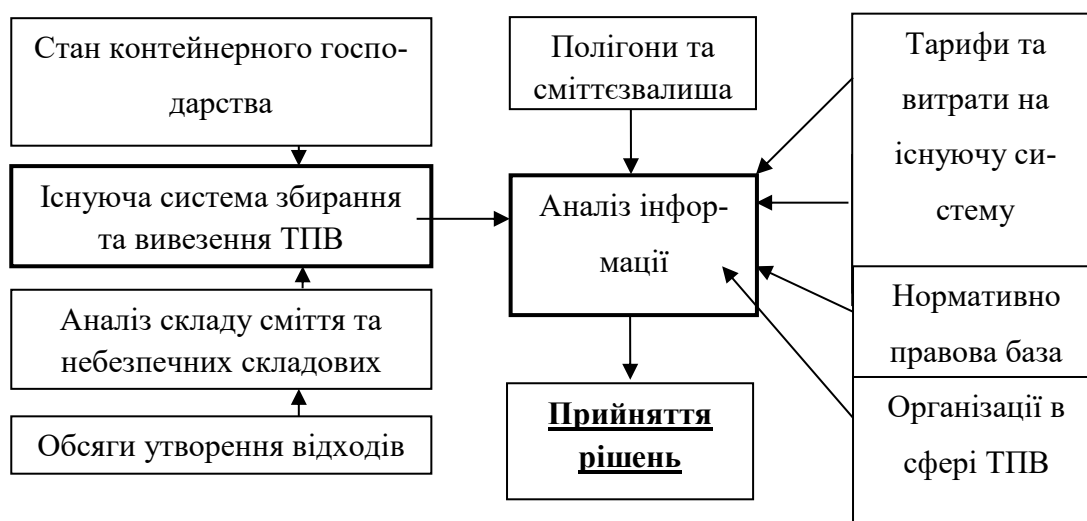 Стан контейнерного госпо-
дарства
Існуюча система збирання
та вивезення ТПВ
Аналіз складу сміття та
небезпечних складових
Обсяги утворення відходів
Полігони та
сміттєзвалиша
Аналіз інфор-
мації
Прийняття
рішень
Тарифи та
витрати на
існуючу си-
стему
Нормативно
правова база
Організації в
сфері ТПВ